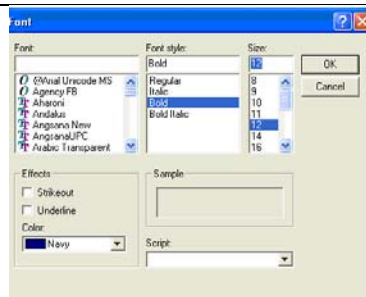 Font
Font: Font style: Size:
Bold 12 OK
@Arial Unicode MS Regular 8 Cancel
Agency FB Italic 9
Aharoni Bold 10
Andalus Bold Italic 11
Angsana New 12
AngsanaUPC 14
Arabic Transparent 16
Effects Sample
Strikeout
Underline
Color:
Navy Script: